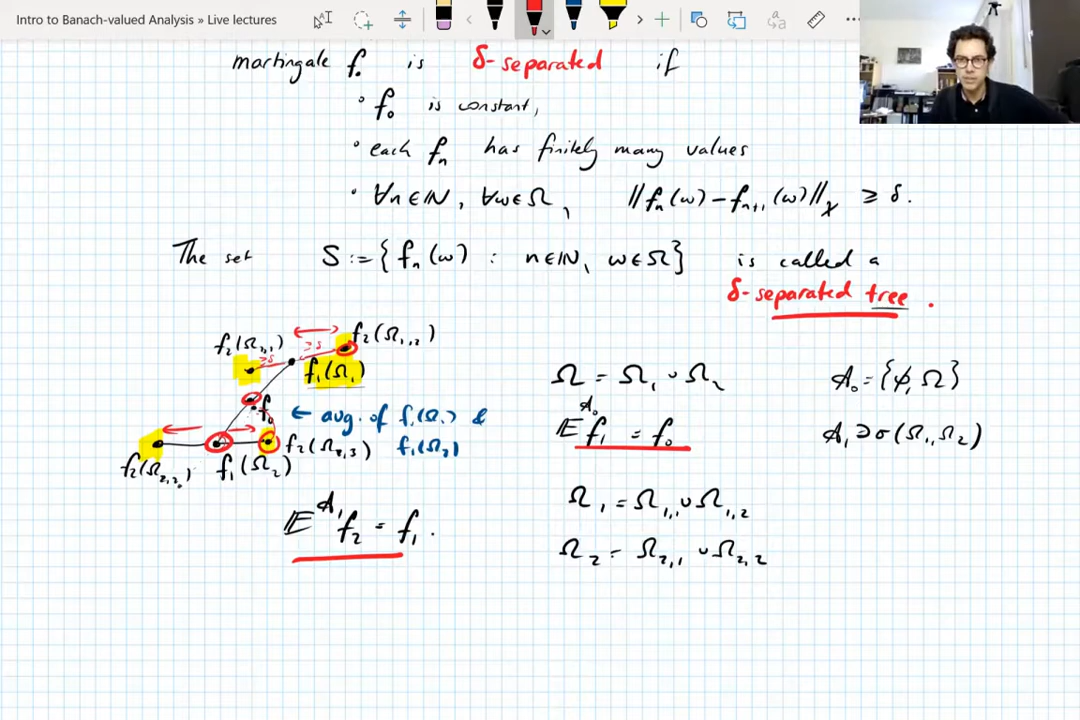 Intro to Banach-valued Analysis » Live lectures
martingale f. is δ-separated if
• f₀ is constant,
• each fₙ has finitely many values
• ∀n∈ℕ, ∀ω∈Ω, ||fₙ(ω) - fₙ₊₁(ω)||_X ≥ δ.
The set S := {fₙ(ω) : n∈ℕ, ω∈Ω} is called a
δ-separated tree.
f₂(Ω₁,₁) ≥δ ≥δ f₂(Ω₁,₂)
f₁(Ω₁)
f₀ ← avg. of f₁(Ω₁) &
f₁(Ω₂)
f₂(Ω₂,₂) f₁(Ω₂) f₂(Ω₂,₃)
𝔼^A₁ f₂ = f₁.
Ω = Ω₁ ∪ Ω₂ A₀ = {∅, Ω}
𝔼^A₀ f₁ = f₀ A₁ ⊃ σ(Ω₁, Ω₂)
Ω₁ = Ω₁,₁ ∪ Ω₁,₂
Ω₂ = Ω₂,₁ ∪ Ω₂,₂